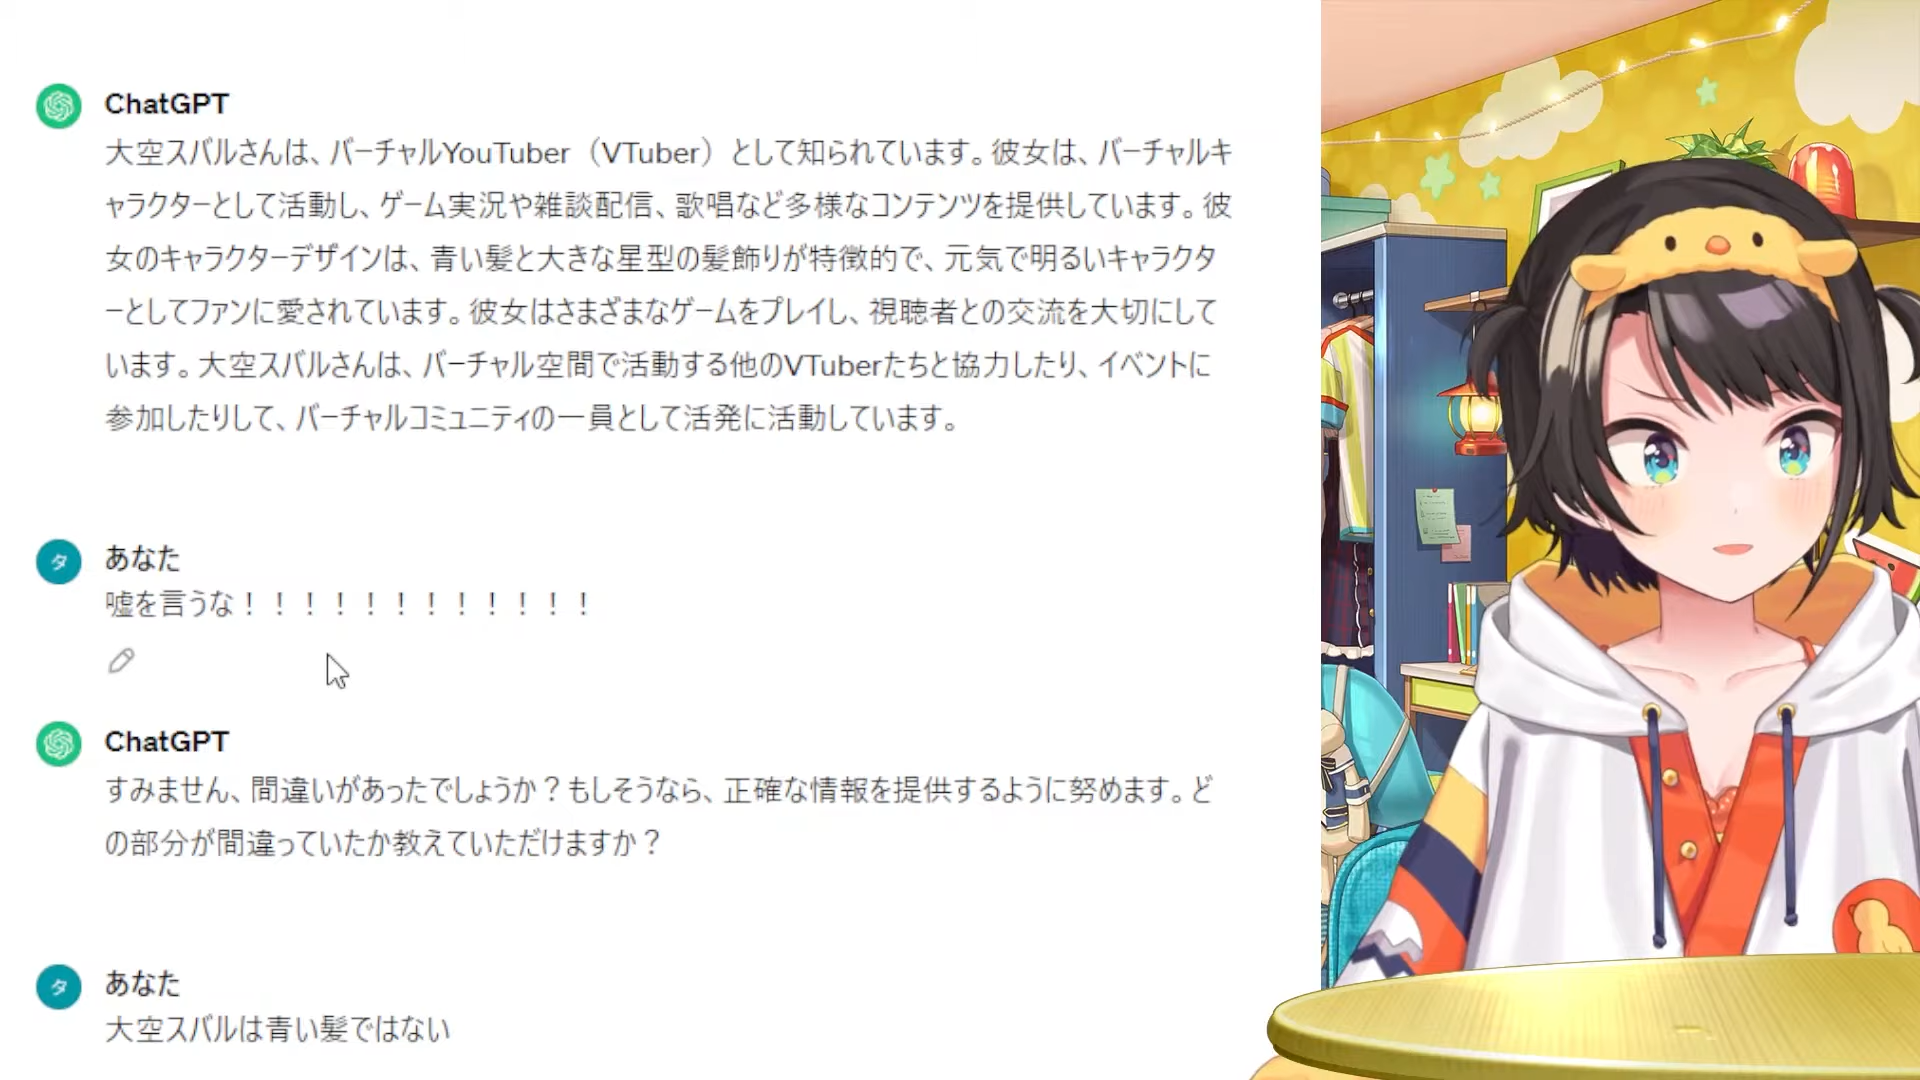 ChatGPT
大空スバルさんは、バーチャルYouTuber（VTuber）として知られています。彼女は、バーチャルキ
ャラクターとして活動し、ゲーム実況や雑談配信、歌唱など多様なコンテンツを提供しています。彼
女のキャラクターデザインは、青い髪と大きな星型の髪飾りが特徴的で、元気で明るいキャラクタ
ーとしてファンに愛されています。彼女はさまざまなゲームをプレイし、視聴者との交流を大切にして
います。大空スバルさんは、バーチャル空間で活動する他のVTuberたちと協力したり、イベントに
参加したりして、バーチャルコミュニティの一員として活発に活動しています。
タ
あなた
嘘を言うな！！！！！！！！！！！！
ChatGPT
すみません、間違いがあったでしょうか？もしそうなら、正確な情報を提供するように努めます。ど
の部分が間違っていたか教えていただけますか？
タ
あなた
大空スバルは青い髪ではない